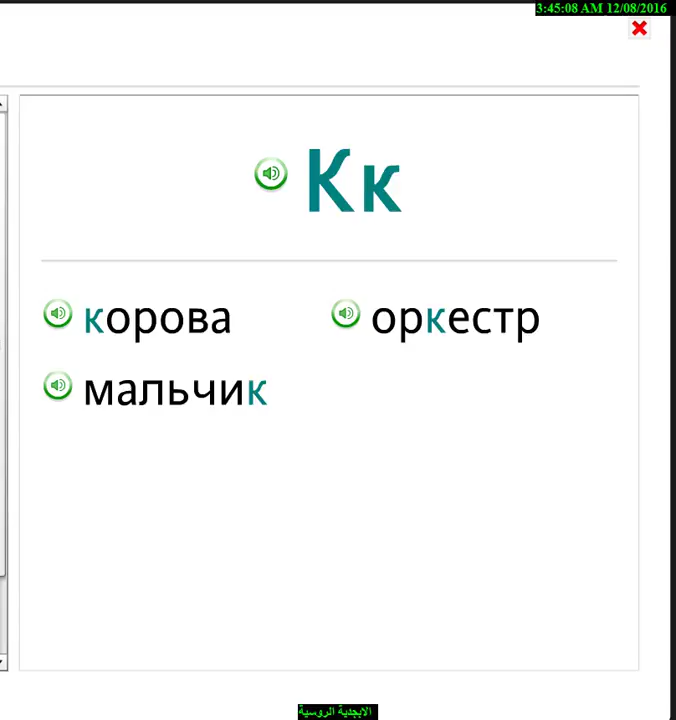 3:45:08 AM 12/08/2016
Кк
корова оркестр
мальчик
الابجدية الروسية